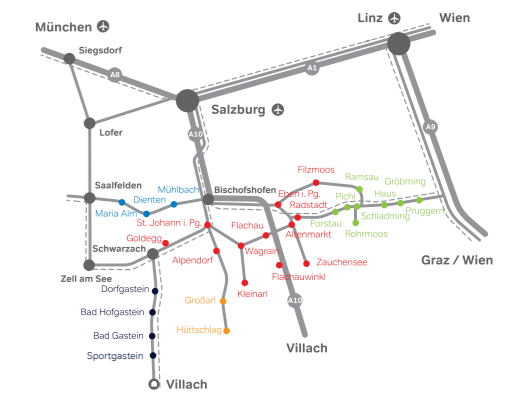 Linz
Wien
München
Siegsdorf
A8
A1
Salzburg
A10
A9
Lofer
Filzmoos
Ramsau
Gröbming
Saalfelden
Mühlbach
Bischofshofen
Eben i. Pg.
Pichl
Haus
Dienten
Radstadt
Maria Alm
St. Johann i. Pg.
Flachau
Forstau
Schladming
Pruggern
Altenmarkt
Rohrmoos
Goldegg
Schwarzach
Wagrain
Alpendorf
Zauchensee
Graz / Wien
Zell am See
Flachauwinkl
Dorfgastein
Kleinarl
Großarl
A10
Bad Hofgastein
Hüttschlag
Bad Gastein
Villach
Sportgastein
Villach